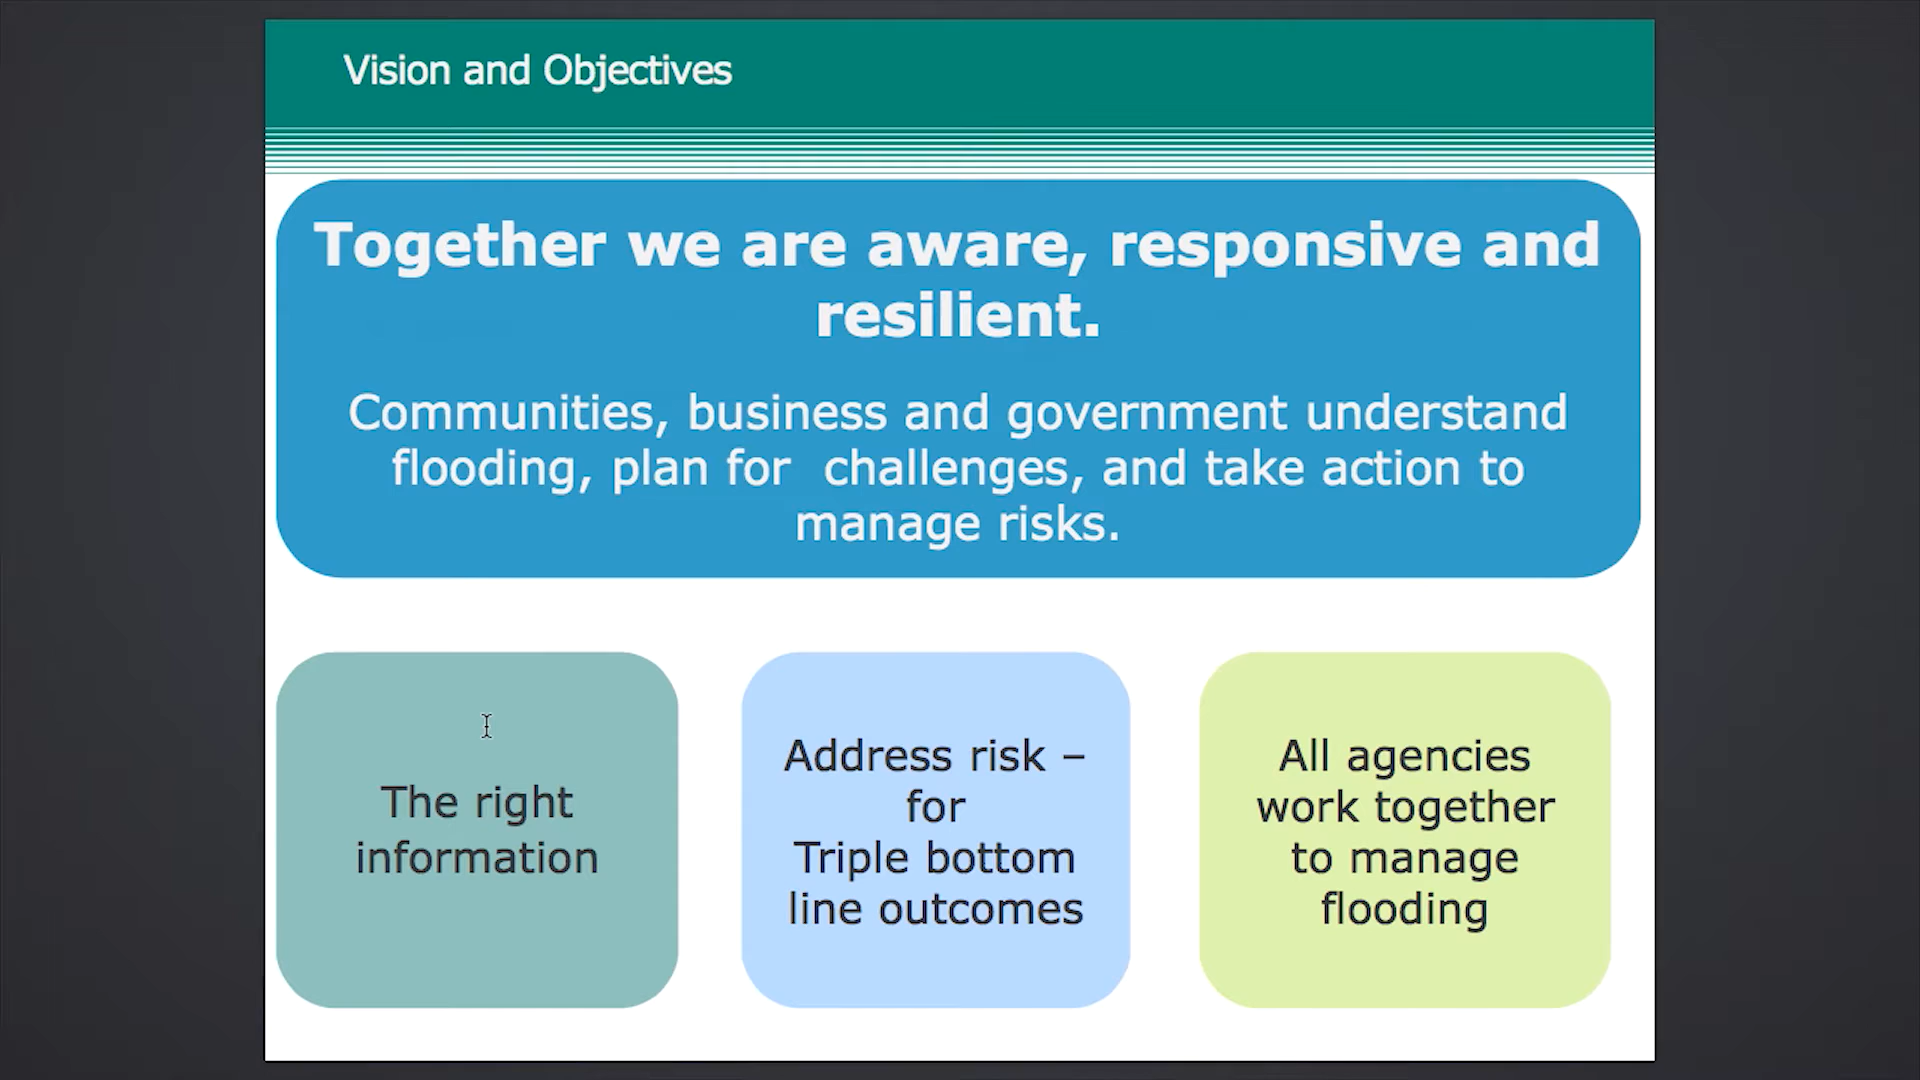 Vision and Objectives
Together we are aware, responsive and
resilient.
Communities, business and government understand
flooding, plan for  challenges, and take action to
manage risks.
The right
information
Address risk –
for
Triple bottom
line outcomes
All agencies
work together
to manage
flooding